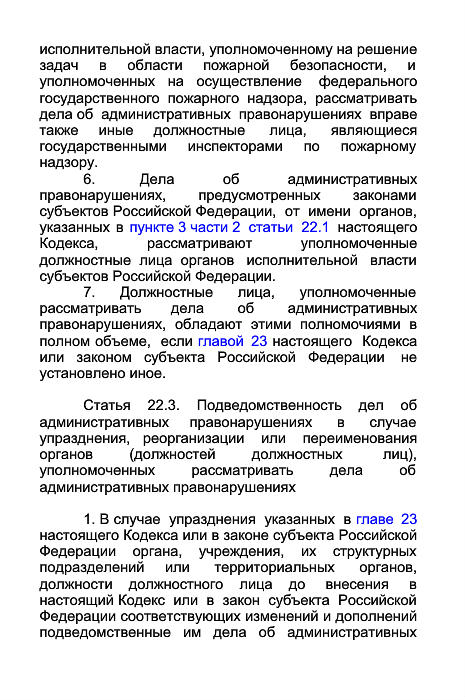 исполнительной власти, уполномоченному на решение
задач в области пожарной безопасности, и
уполномоченных на осуществление федерального
государственного пожарного надзора, рассматривать
дела об административных правонарушениях вправе
также иные должностные лица, являющиеся
государственными инспекторами по пожарному
надзору.
6. Дела об административных
правонарушениях, предусмотренных законами
субъектов Российской Федерации, от имени органов,
указанных в пункте 3 части 2 статьи 22.1 настоящего
Кодекса, рассматривают уполномоченные
должностные лица органов исполнительной власти
субъектов Российской Федерации.
7. Должностные лица, уполномоченные
рассматривать дела об административных
правонарушениях, обладают этими полномочиями в
полном объеме, если главой 23 настоящего Кодекса
или законом субъекта Российской Федерации не
установлено иное.
Статья 22.3. Подведомственность дел об
административных правонарушениях в случае
упразднения, реорганизации или переименования
органов (должностей должностных лиц),
уполномоченных рассматривать дела об
административных правонарушениях
1. В случае упразднения указанных в главе 23
настоящего Кодекса или в законе субъекта Российской
Федерации органа, учреждения, их структурных
подразделений или территориальных органов,
должности должностного лица до внесения в
настоящий Кодекс или в закон субъекта Российской
Федерации соответствующих изменений и дополнений
подведомственные им дела об административных